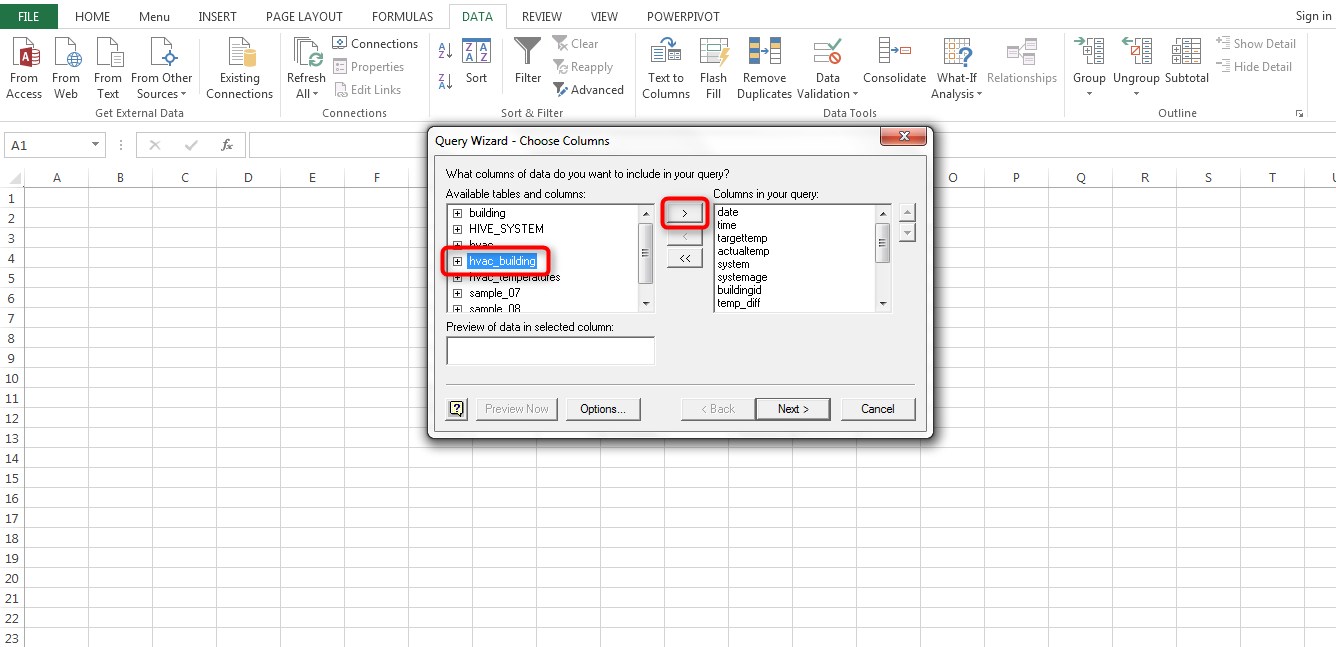 FILE HOME Menu INSERT PAGE LAYOUT FORMULAS DATA REVIEW VIEW POWERPIVOT Sign in
From Access
From Web
From Text
From Other Sources
Existing Connections
Get External Data
Refresh All
Connections
Properties
Edit Links
Connections
Sort
Filter
Clear
Reapply
Advanced
Sort & Filter
Text to Columns
Flash Fill
Remove Duplicates
Data Validation
Consolidate
What-If Analysis
Relationships
Data Tools
Group
Ungroup
Subtotal
Show Detail
Hide Detail
Outline
A1
fx
A B C D E F O P Q R S T
1
2
3
4
5
6
7
8
9
10
11
12
13
14
15
16
17
18
19
20
21
22
23
Query Wizard - Choose Columns
What columns of data do you want to include in your query?
Available tables and columns:
building
HIVE_SYSTEM
hvac
hvac_building
hvac_temperatures
sample_07
sample_08
>
<
<<
Columns in your query:
date
time
targettemp
actualtemp
system
systemage
buildingid
temp_diff
Preview of data in selected column:
? Preview Now Options... < Back Next > Cancel